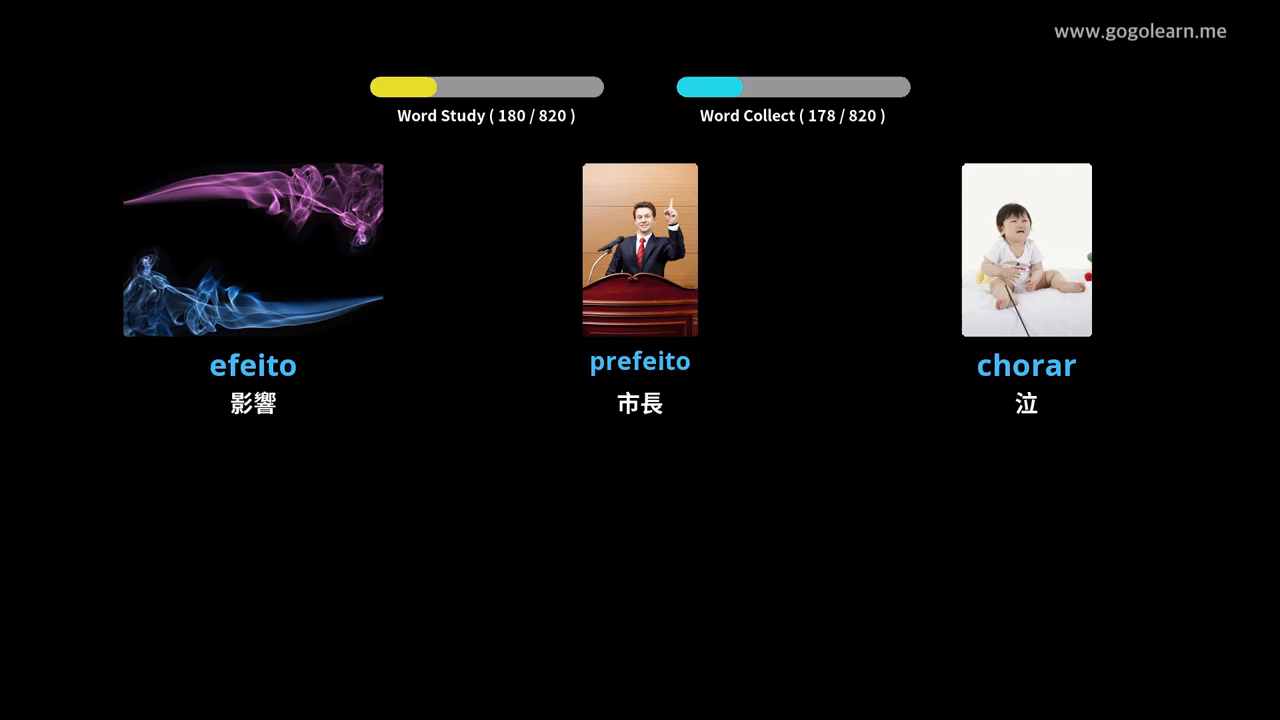 www.gogolearn.me
Word Study ( 180 / 820 )
Word Collect ( 178 / 820 )
efeito
影響
prefeito
市長
chorar
泣